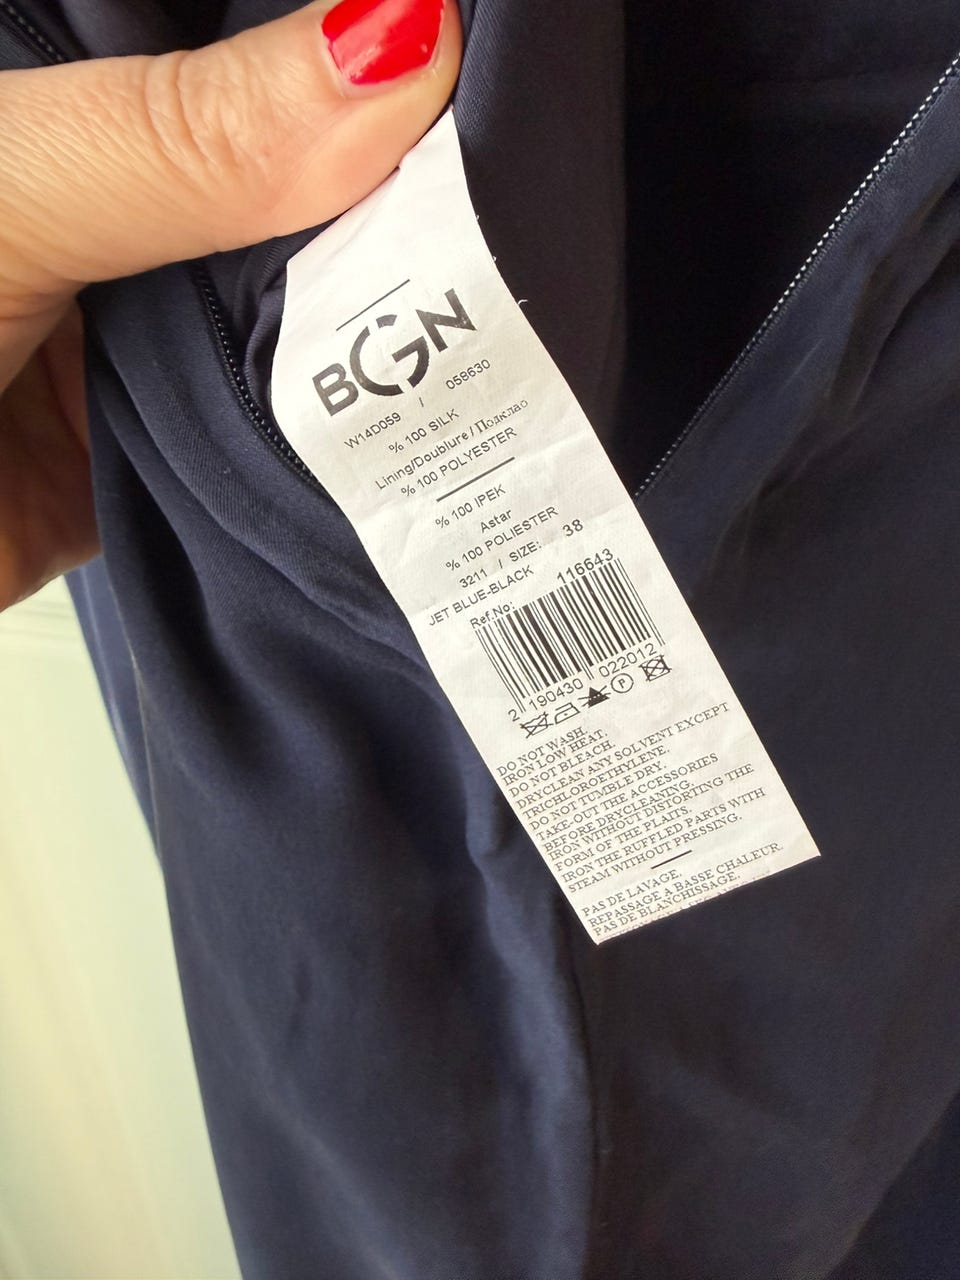 BGN
W14D059 / 058630
% 100 SILK
Lining/Doublure/Подклао
% 100 POLYESTER
% 100 IPEK
Astar
% 100 POLIESTER
3211 / SIZE: 38
JET BLUE-BLACK
Ref.No: 116643
2 190430 022012
P
DO NOT WASH.
IRON LOW HEAT.
DO NOT BLEACH.
DRYCLEAN ANY SOLVENT EXCEPT
TRICHLOROETHYLENE.
DO NOT TUMBLE DRY.
TAKE-OUT THE ACCESSORIES
BEFORE DRYCLEANING.
IRON WITHOUT DISTORTING THE
FORM OF THE PLAITS.
IRON THE RUFFLED PARTS WITH
STEAM WITHOUT PRESSING.
PAS DE LAVAGE.
REPASSAGE A BASSE CHALEUR.
PAS DE BLANCHISSAGE.